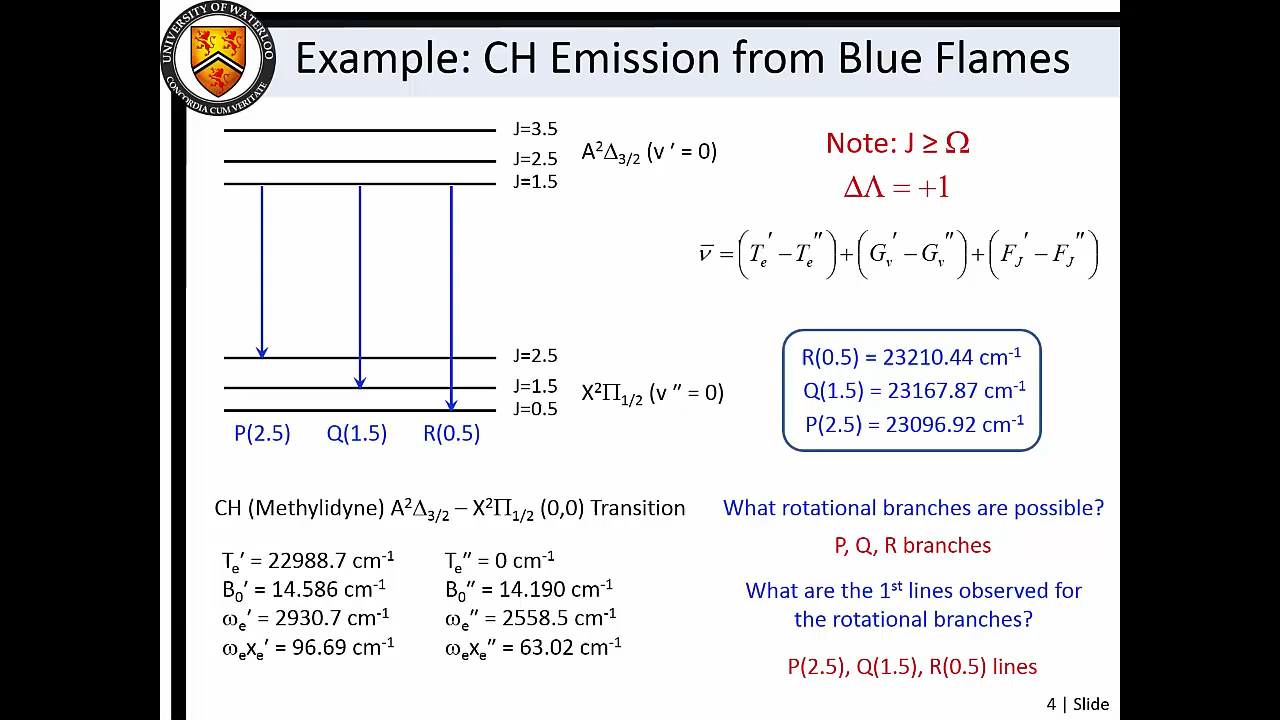 UNIVERSITY OF WATERLOO
CONCORDIA CUM VERITATE
Example: CH Emission from Blue Flames
J=3.5
J=2.5
J=1.5
A²Δ₃/₂ (v ′ = 0)
J=2.5
J=1.5
J=0.5
X²Π₁/₂ (v ″ = 0)
P(2.5) Q(1.5) R(0.5)
Note: J ≥ Ω
ΔΛ = +1
ν̅ = (Tₑ′ − Tₑ″) + (Gᵥ′ − Gᵥ″) + (F_J′ − F_J″)
R(0.5) = 23210.44 cm⁻¹
Q(1.5) = 23167.87 cm⁻¹
P(2.5) = 23096.92 cm⁻¹
CH (Methylidyne) A²Δ₃/₂ – X²Π₁/₂ (0,0) Transition
Tₑ′ = 22988.7 cm⁻¹ Tₑ″ = 0 cm⁻¹
B₀′ = 14.586 cm⁻¹ B₀″ = 14.190 cm⁻¹
ωₑ′ = 2930.7 cm⁻¹ ωₑ″ = 2558.5 cm⁻¹
ωₑxₑ′ = 96.69 cm⁻¹ ωₑxₑ″ = 63.02 cm⁻¹
What rotational branches are possible?
P, Q, R branches
What are the 1ˢᵗ lines observed for
the rotational branches?
P(2.5), Q(1.5), R(0.5) lines
4 | Slide